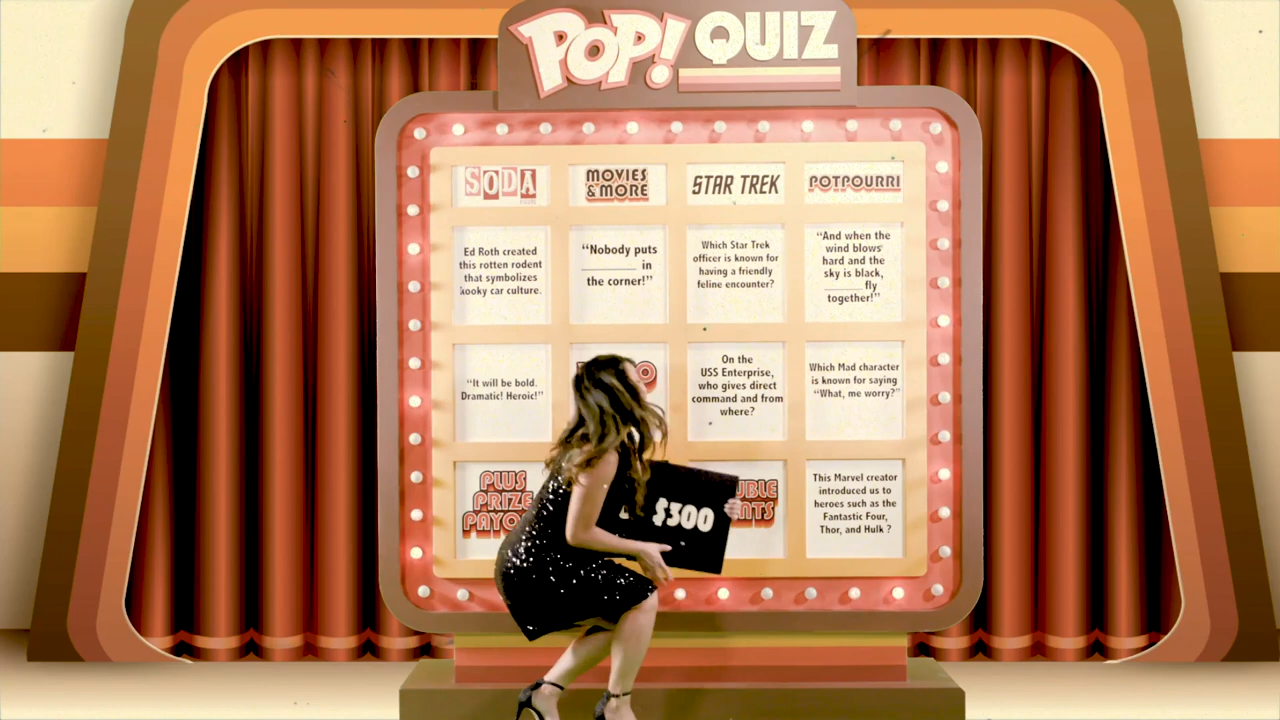 POP! QUIZ
SODA
MOVIES
& MORE
STAR TREK
POTPOURRI
Ed Roth created
this rotten rodent
that symbolizes
kooky car culture.
“Nobody puts
________ in
the corner!”
Which Star Trek
officer is known for
having a friendly
feline encounter?
“And when the
wind blows
hard and the
sky is black,
______ fly
together!”
“It will be bold.
Dramatic! Heroic!”
On the
USS Enterprise,
who gives direct
command and from
where?
Which Mad character
is known for saying
“What, me worry?”
PLUS
PRIZE
$300
This Marvel creator
introduced us to
heroes such as the
Fantastic Four,
Thor, and Hulk ?